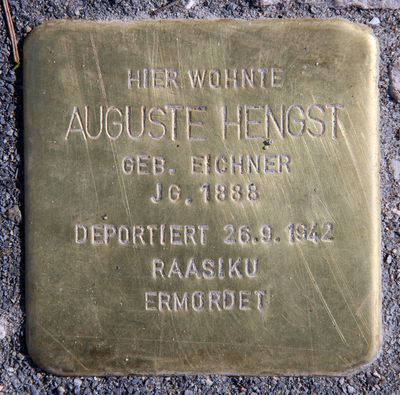 HIER WOHNTE
AUGUSTE HENGST
GEB. EICHNER
JG. 1888
DEPORTIERT 26.9.1942
RAASIKU
ERMORDET